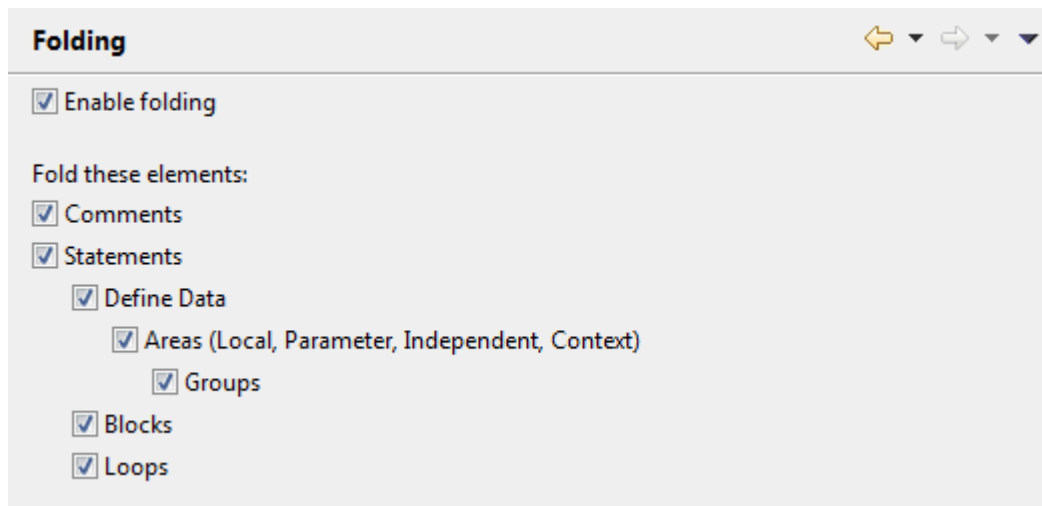 Folding
Enable folding
Fold these elements:
Comments
Statements
Define Data
Areas (Local, Parameter, Independent, Context)
Groups
Blocks
Loops